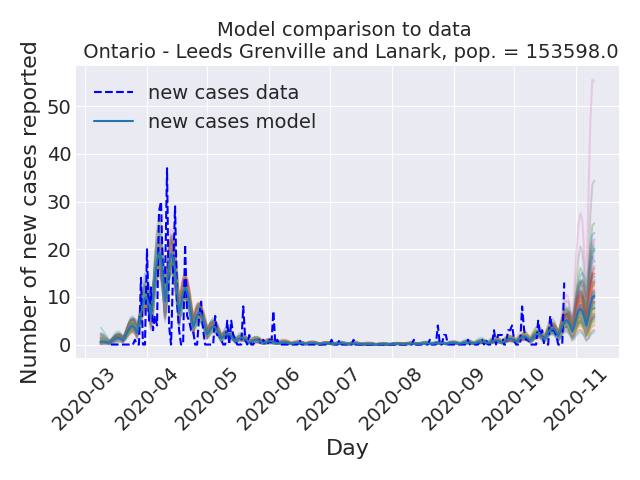 Model comparison to data
Ontario - Leeds Grenville and Lanark, pop. = 153598.0
Number of new cases reported
50
40
30
20
10
0
new cases data
new cases model
2020-03
2020-04
2020-05
2020-06
2020-07
2020-08
2020-09
2020-10
2020-11
Day